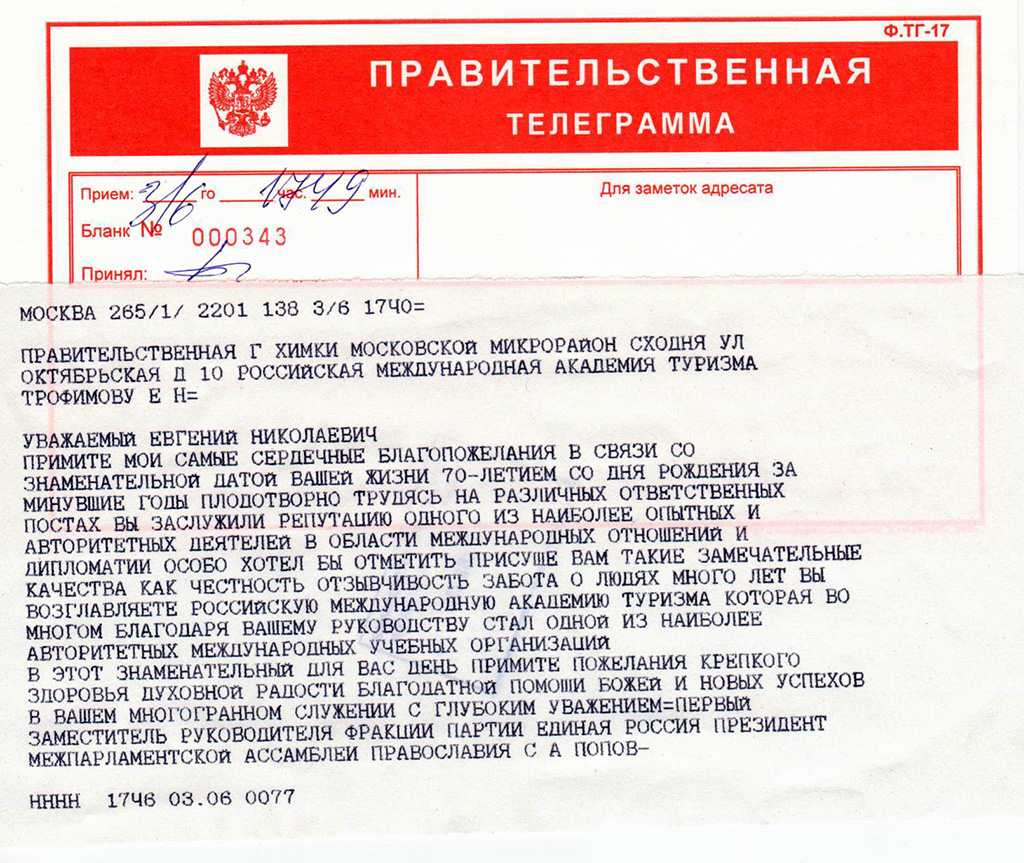 Ф.ТГ-17
ПРАВИТЕЛЬСТВЕННАЯ
ТЕЛЕГРАММА
Прием: 3/6 го час. 1749 мин.
Для заметок адресата
Бланк № 000343
Принял:
МОСКВА 265/1/ 2201 138 3/6 17Ч0=
ПРАВИТЕЛЬСТВЕННАЯ Г ХИМКИ МОСКОВСКОЙ МИКРОРАЙОН СХОДНЯ УЛ
ОКТЯБРЬСКАЯ Д 10 РОССИЙСКАЯ МЕЖДУНАРОДНАЯ АКАДЕМИЯ ТУРИЗМА
ТРОФИМОВУ Е Н=
УВАЖАЕМЫЙ ЕВГЕНИЙ НИКОЛАЕВИЧ
ПРИМИТЕ МОИ САМЫЕ СЕРДЕЧНЫЕ БЛАГОПОЖЕЛАНИЯ В СВЯЗИ СО
ЗНАМЕНАТЕЛЬНОЙ ДАТОЙ ВАШЕЙ ЖИЗНИ 70-ЛЕТИЕМ СО ДНЯ РОЖДЕНИЯ ЗА
МИНУВШИЕ ГОДЫ ПЛОДОТВОРНО ТРУДЯСЬ НА РАЗЛИЧНЫХ ОТВЕТСТВЕННЫХ
ПОСТАХ ВЫ ЗАСЛУЖИЛИ РЕПУТАЦИЮ ОДНОГО ИЗ НАИБОЛЕЕ ОПЫТНЫХ И
АВТОРИТЕТНЫХ ДЕЯТЕЛЕЙ В ОБЛАСТИ МЕЖДУНАРОДНЫХ ОТНОШЕНИЙ И
ДИПЛОМАТИИ ОСОБО ХОТЕЛ БЫ ОТМЕТИТЬ ПРИСУЩЕ ВАМ ТАКИЕ ЗАМЕЧАТЕЛЬНЫЕ
КАЧЕСТВА КАК ЧЕСТНОСТЬ ОТЗЫВЧИВОСТЬ ЗАБОТА О ЛЮДЯХ МНОГО ЛЕТ ВЫ
ВОЗГЛАВЛЯЕТЕ РОССИЙСКУЮ МЕЖДУНАРОДНУЮ АКАДЕМИЮ ТУРИЗМА КОТОРАЯ ВО
МНОГОМ БЛАГОДАРЯ ВАШЕМУ РУКОВОДСТВУ СТАЛ ОДНОЙ ИЗ НАИБОЛЕЕ
АВТОРИТЕТНЫХ МЕЖДУНАРОДНЫХ УЧЕБНЫХ ОРГАНИЗАЦИЙ
В ЭТОТ ЗНАМЕНАТЕЛЬНЫЙ ДЛЯ ВАС ДЕНЬ ПРИМИТЕ ПОЖЕЛАНИЯ КРЕПКОГО
ЗДОРОВЬЯ ДУХОВНОЙ РАДОСТИ БЛАГОДАТНОЙ ПОМОЩИ БОЖЕЙ И НОВЫХ УСПЕХОВ
В ВАШЕМ МНОГОГРАННОМ СЛУЖЕНИИ С ГЛУБОКИМ УВАЖЕНИЕМ=ПЕРВЫЙ
ЗАМЕСТИТЕЛЬ РУКОВОДИТЕЛЯ ФРАКЦИИ ПАРТИИ ЕДИНАЯ РОССИЯ ПРЕЗИДЕНТ
МЕЖПАРЛАМЕНТСКОЙ АССАМБЛЕИ ПРАВОСЛАВИЯ С А ПОПОВ-
НННН 17Ч6 03.06 0077